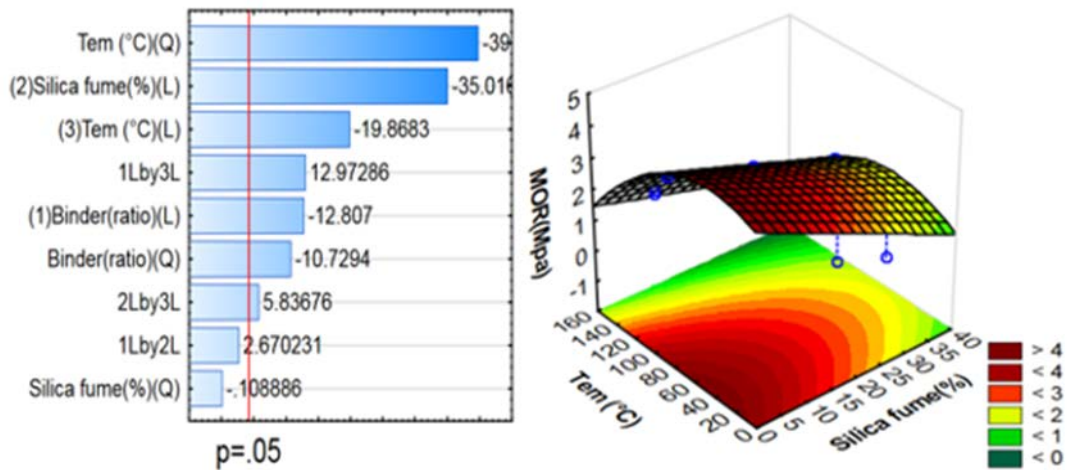 Tem (°C)(Q) -39
(2)Silica fume(%)(L) -35.016
(3)Tem (°C)(L) -19.8683
1Lby3L 12.97286
(1)Binder(ratio)(L) -12.807
Binder(ratio)(Q) -10.7294
2Lby3L 5.83676
1Lby2L 2.670231
Silica fume(%)(Q) -.108886
p=.05
MOR(Mpa)
5
4
3
2
1
0
-1
160
140
120
100
80
60
40
20
0
Tem (°C)
0
5
10
15
20
25
30
35
40
Silica fume(%)
> 4
< 4
< 3
< 2
< 1
< 0